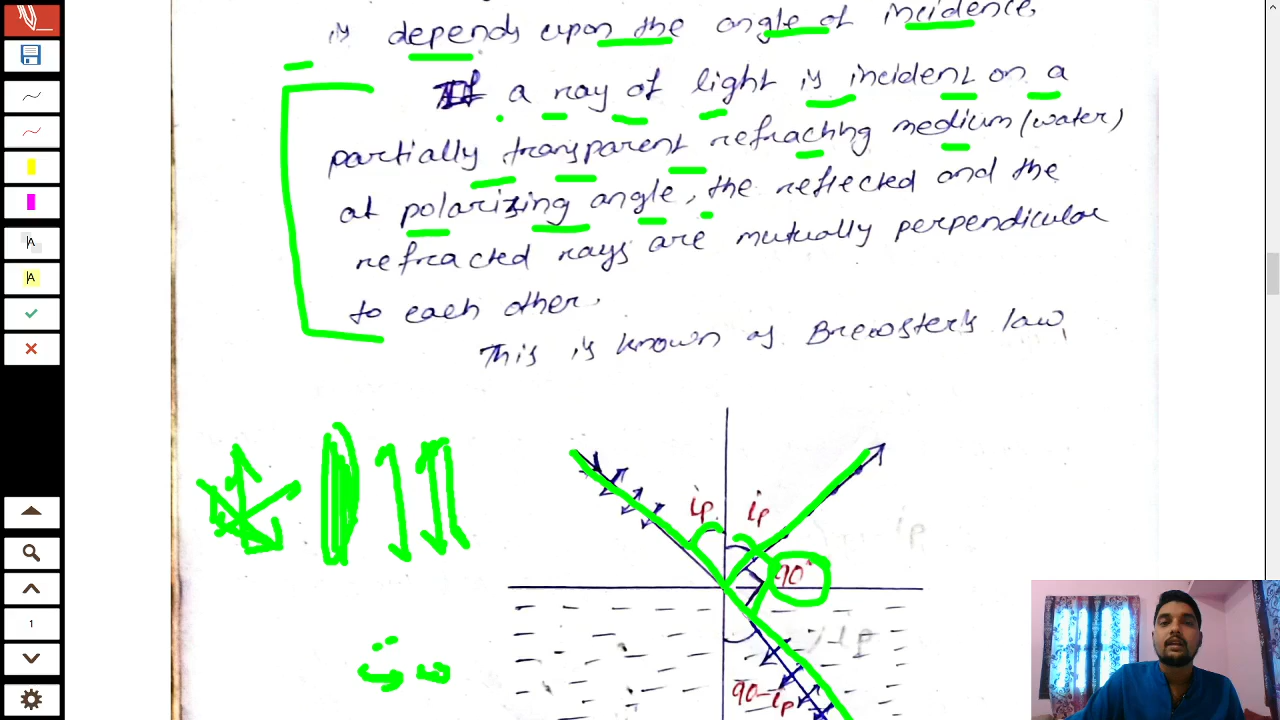 is depends upon the angle of incidence.
If a ray of light is incident on a
partially transparent refracting medium (water)
at polarizing angle, the reflected and the
refracted rays are mutually perpendicular
to each other.
This is known as Brewster's law,
ip
ip
90°
90-ip
A
A
1